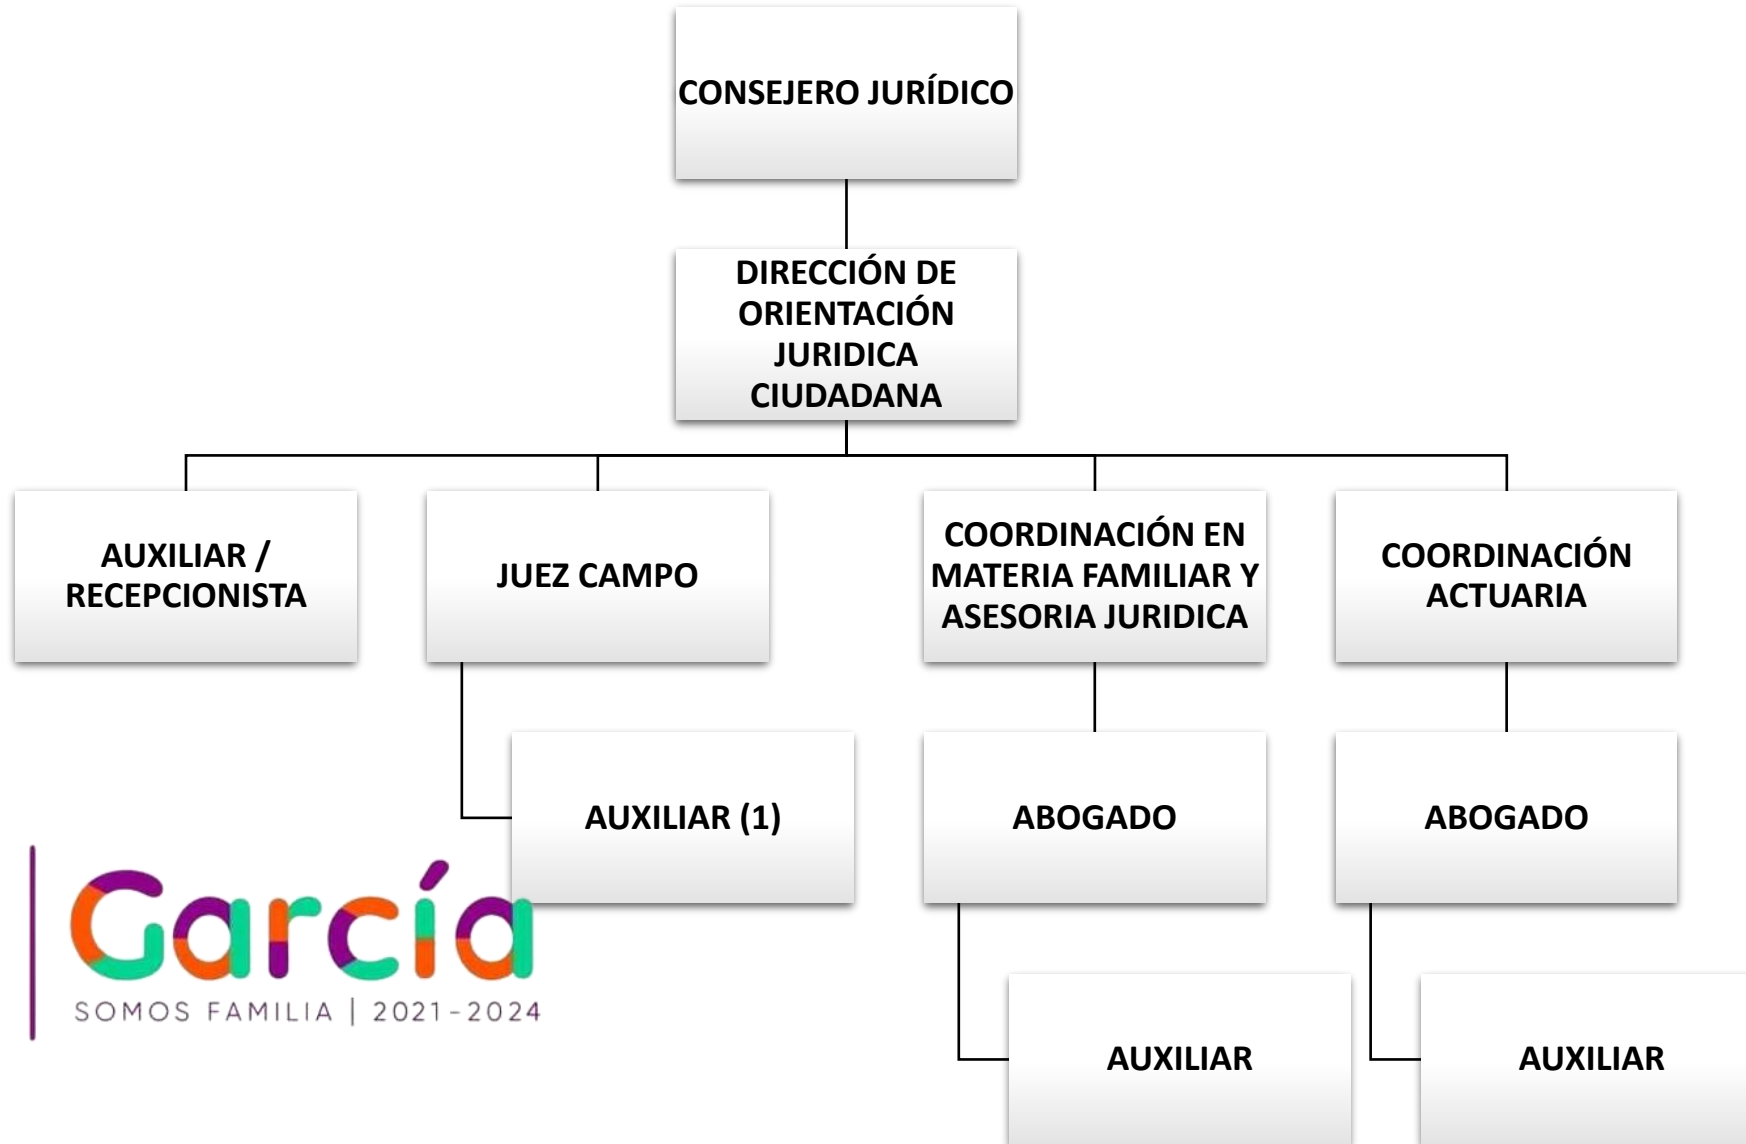 CONSEJERO JURÍDICO
DIRECCIÓN DE
ORIENTACIÓN
JURIDICA
CIUDADANA
AUXILIAR /
RECEPCIONISTA
JUEZ CAMPO
COORDINACIÓN EN
MATERIA FAMILIAR Y
ASESORIA JURIDICA
COORDINACIÓN
ACTUARIA
AUXILIAR (1)
ABOGADO
ABOGADO
AUXILIAR
AUXILIAR
García
SOMOS FAMILIA | 2021-2024